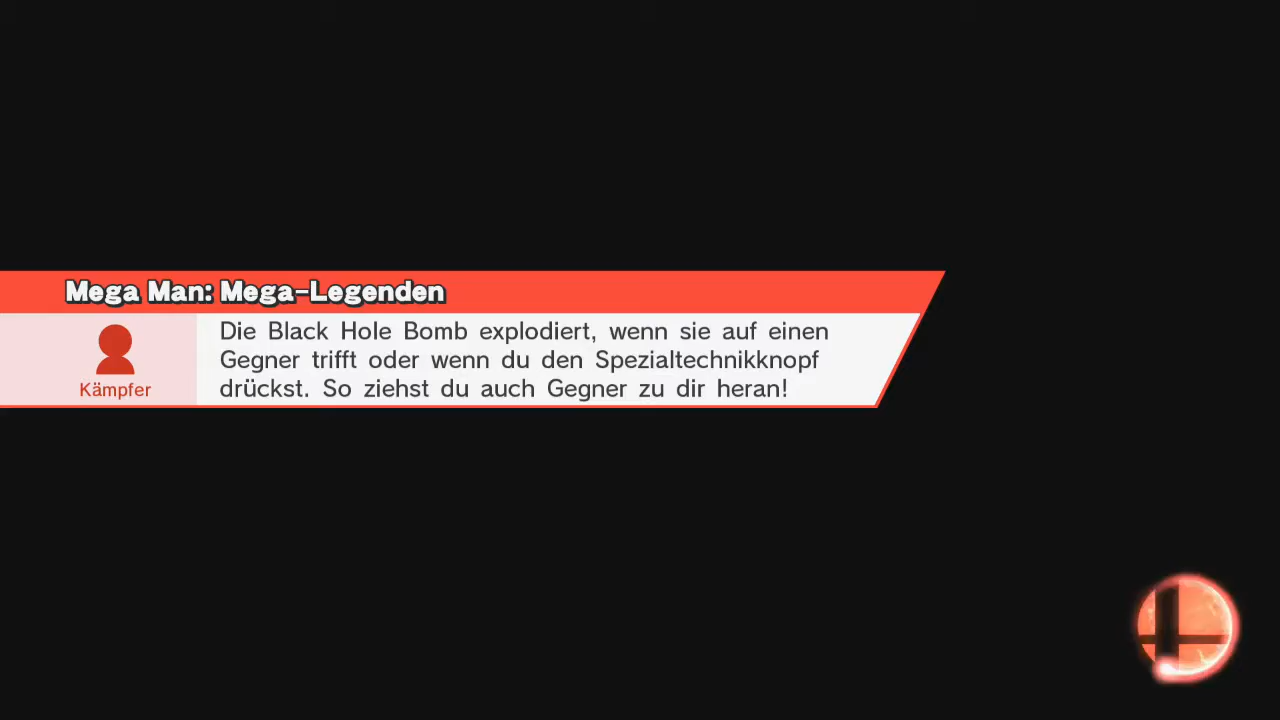 Mega Man: Mega-Legenden
Kämpfer
Die Black Hole Bomb explodiert, wenn sie auf einen
Gegner trifft oder wenn du den Spezialtechnikknopf
drückst. So ziehst du auch Gegner zu dir heran!